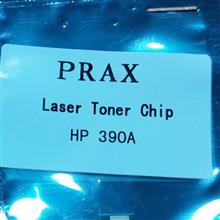 PRAX
Laser Toner Chip
HP 390A